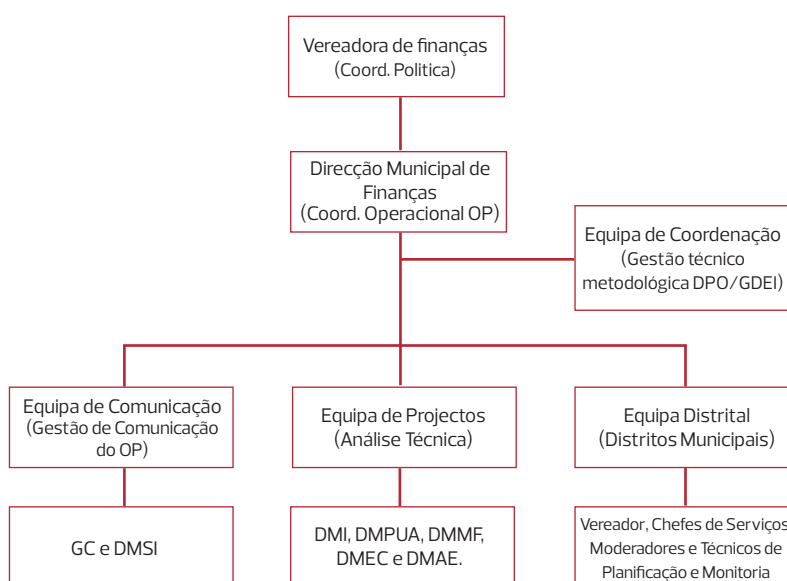 Vereadora de finanças
(Coord. Politica)
Direcção Municipal de
Finanças
(Coord. Operacional OP)
Equipa de Coordenação
(Gestão técnico
metodológica DPO/GDEI)
Equipa de Comunicação
(Gestão de Comunicação
do OP)
Equipa de Projectos
(Análise Técnica)
Equipa Distrital
(Distritos Municipais)
GC e DMSI
DMI, DMPUA, DMMF,
DMEC e DMAE.
Vereador, Chefes de Serviços
Moderadores e Técnicos de
Planificação e Monitoria